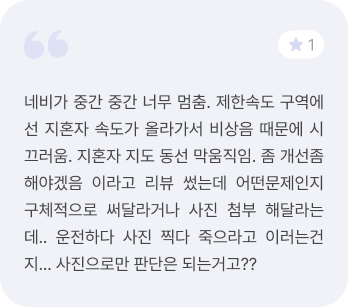 1
네비가 중간 중간 너무 멈춤. 제한속도 구역에
선 지혼자 속도가 올라가서 비상음 때문에 시
끄러움. 지혼자 지도 동선 막움직임. 좀 개선좀
해야겠음 이라고 리뷰 썼는데 어떤문제인지
구체적으로 써달라거나 사진 첨부 해달라는
데.. 운전하다 사진 찍다 죽으라고 이러는건
지... 사진으로만 판단은 되는거고??